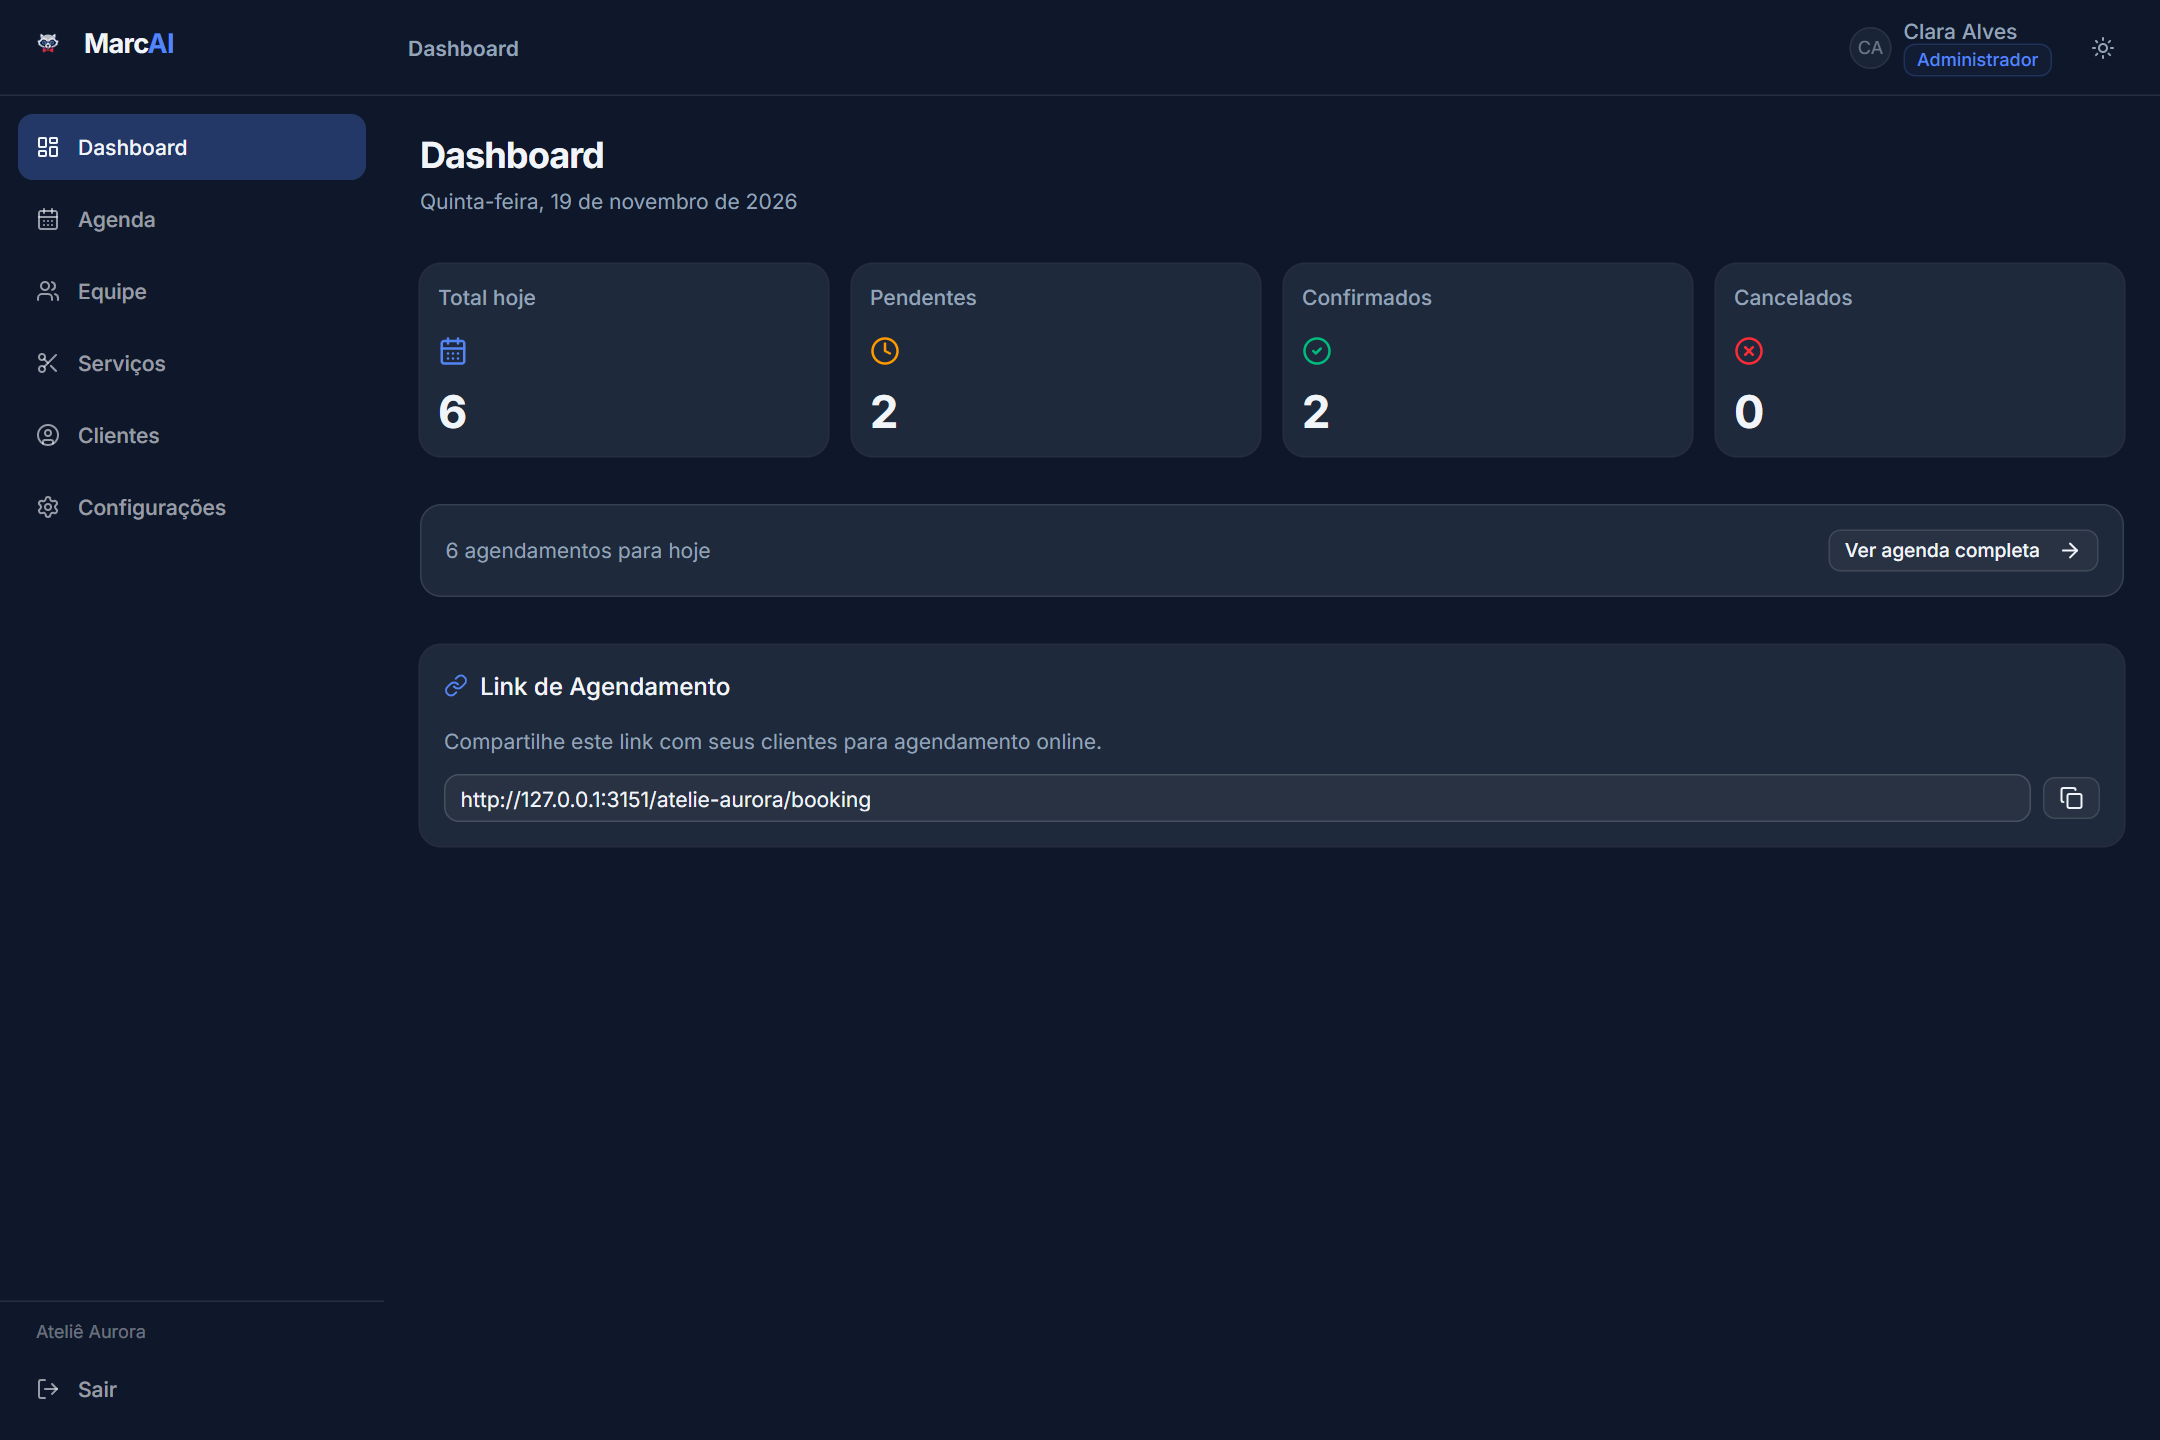 MarcAI
Dashboard
CA
Clara Alves
Administrador
Dashboard
Agenda
Equipe
Serviços
Clientes
Configurações
Ateliê Aurora
Sair
Dashboard
Quinta-feira, 19 de novembro de 2026
Total hoje
6
Pendentes
2
Confirmados
2
Cancelados
0
6 agendamentos para hoje
Ver agenda completa
Link de Agendamento
Compartilhe este link com seus clientes para agendamento online.
http://127.0.0.1:3151/atelie-aurora/booking